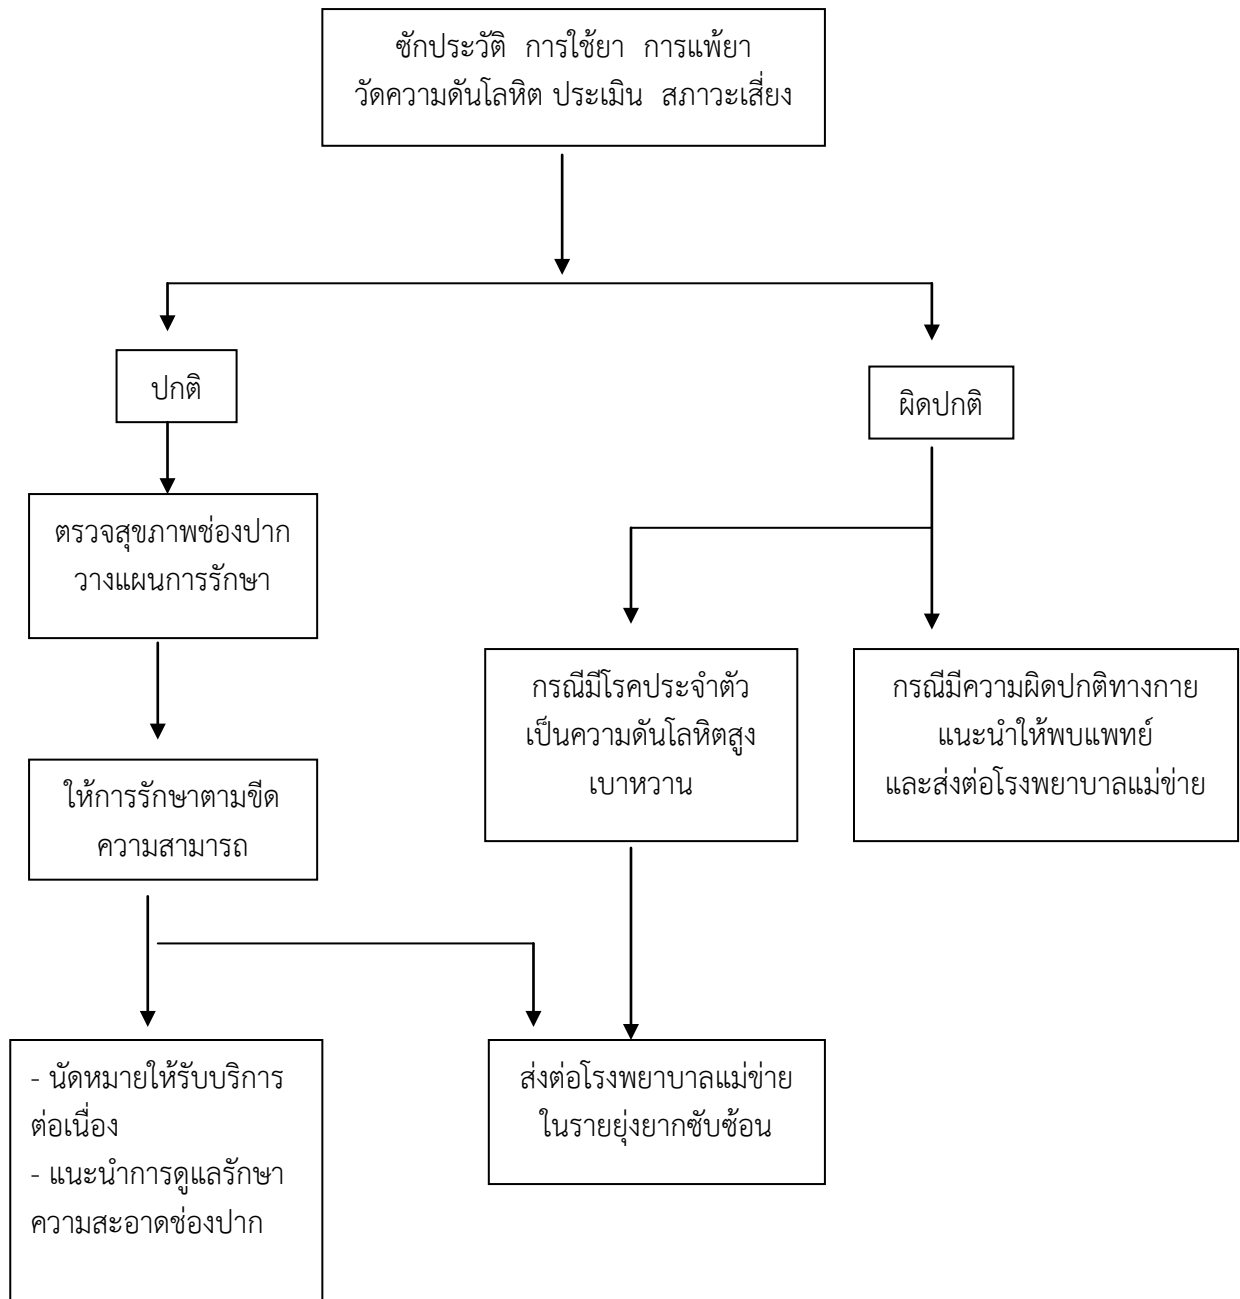 ซักประวัติ การใช้ยา การแพ้ยา
วัดความดันโลหิต ประเมิน สภาวะเสี่ยง
ปกติ
ผิดปกติ
ตรวจสุขภาพช่องปาก
วางแผนการรักษา
กรณีมีโรคประจำตัว
เป็นความดันโลหิตสูง
เบาหวาน
กรณีมีความผิดปกติทางกาย
แนะนำให้พบแพทย์
และส่งต่อโรงพยาบาลแม่ข่าย
ให้การรักษาตามขีด
ความสามารถ
- นัดหมายให้รับบริการ
ต่อเนื่อง
- แนะนำการดูแลรักษา
ความสะอาดช่องปาก
ส่งต่อโรงพยาบาลแม่ข่าย
ในรายยุ่งยากซับซ้อน